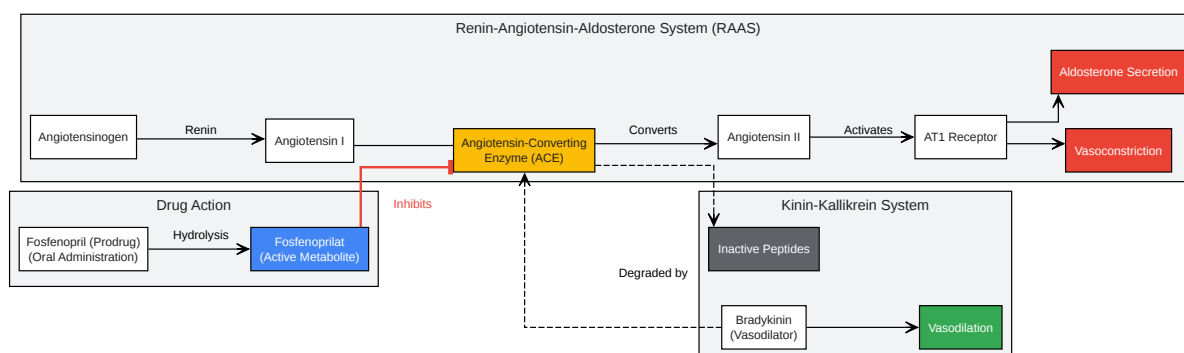 Renin-Angiotensin-Aldosterone System (RAAS)
Aldosterone Secretion
Angiotensinogen
Renin
Angiotensin I
Angiotensin-Converting
Enzyme (ACE)
Converts
Angiotensin II
Activates
AT1 Receptor
Vasoconstriction
Drug Action
Inhibits
Kinin-Kallikrein System
Fosfenopril (Prodrug)
(Oral Administration)
Hydrolysis
Fosfenoprilat
(Active Metabolite)
Inactive Peptides
Degraded by
Bradykinin
(Vasodilator)
Vasodilation